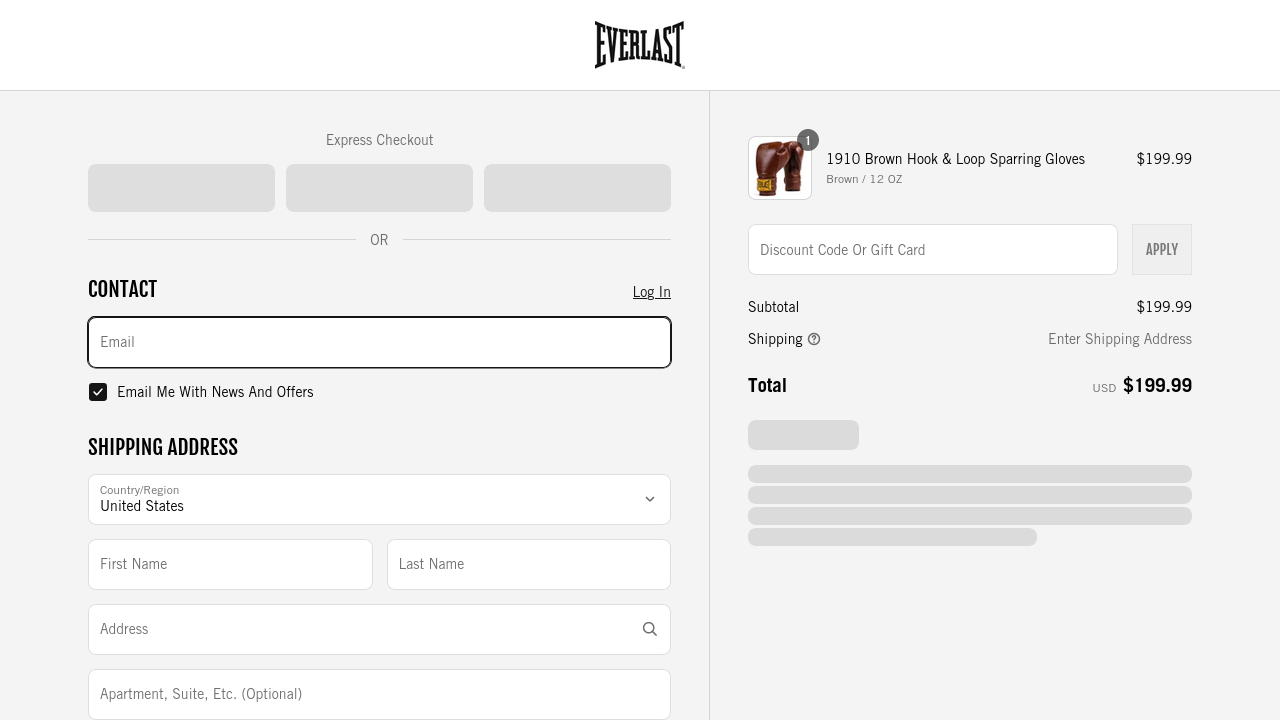 EVERLAST
Express Checkout
OR
CONTACT
Log In
Email
Email Me With News And Offers
SHIPPING ADDRESS
Country/Region
United States
First Name
Last Name
Address
Apartment, Suite, Etc. (Optional)
1
1910 Brown Hook & Loop Sparring Gloves
$199.99
Brown / 12 OZ
Discount Code Or Gift Card
APPLY
Subtotal
$199.99
Shipping
Enter Shipping Address
Total
USD $199.99